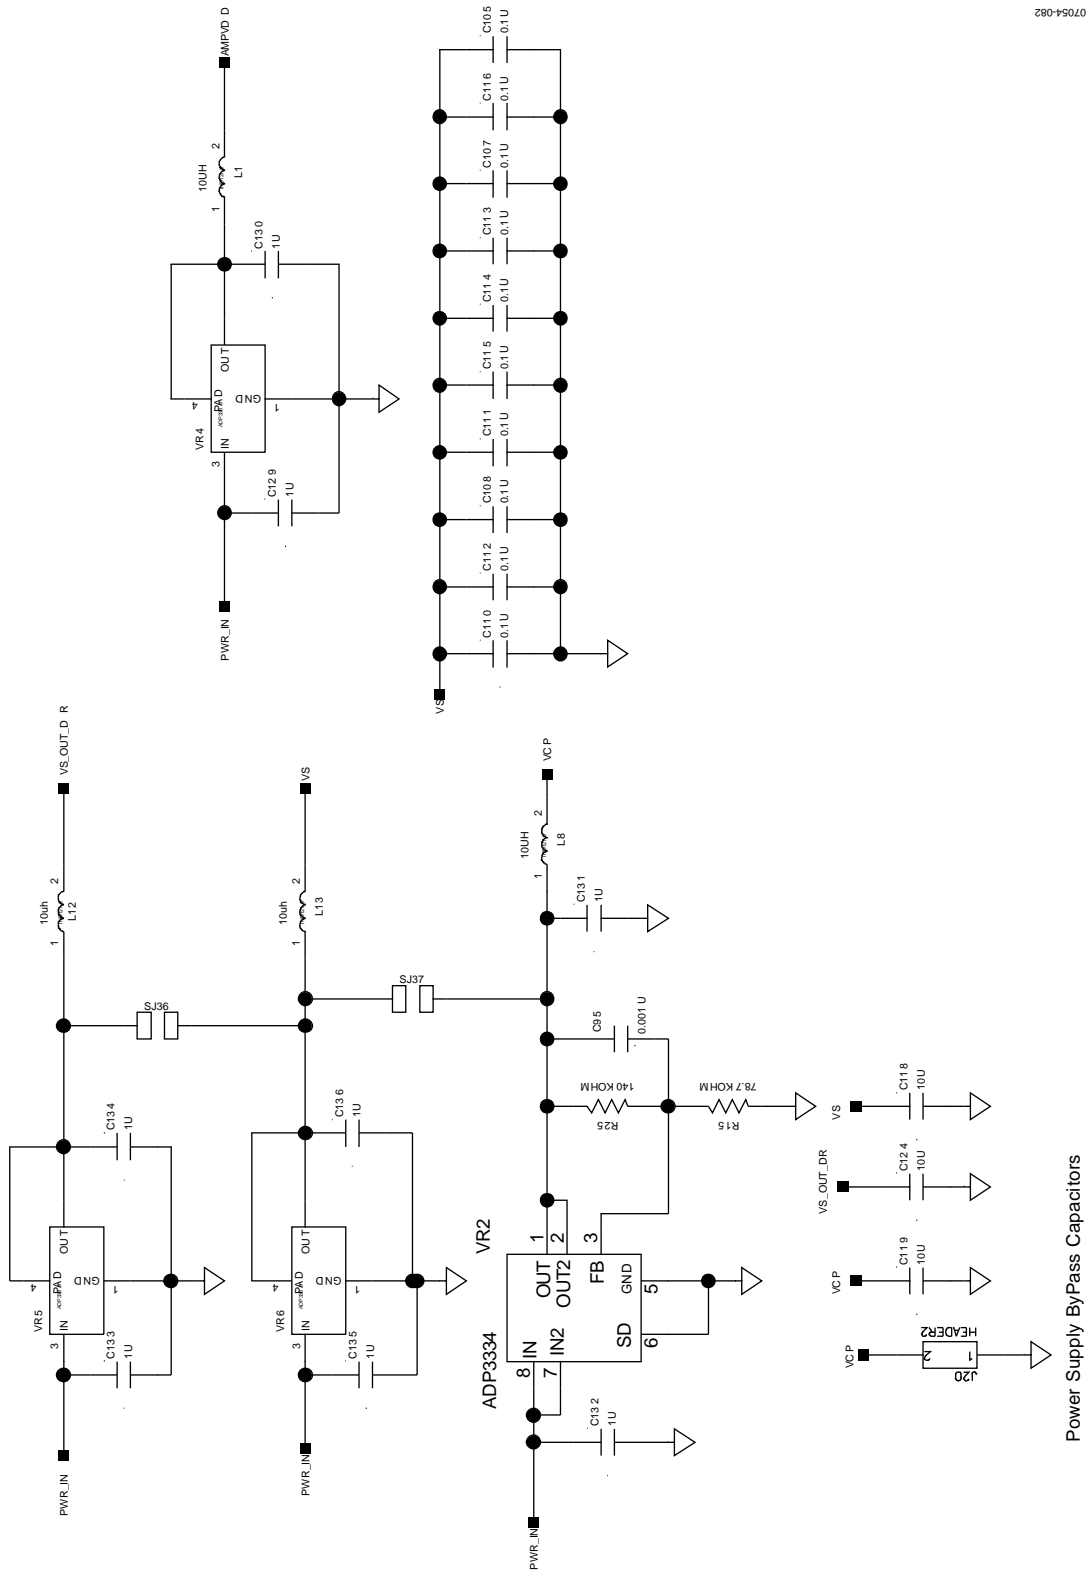 07054-082
PWR_IN
C129
1U
3
VR4
IN
OUT
PAD
GND
4
1
C130
1U
1
10UH
L1
2
AMPVDD
VS
C110
0.1U
C112
0.1U
C108
0.1U
C111
0.1U
C115
0.1U
C114
0.1U
C113
0.1U
C107
0.1U
C116
0.1U
C105
0.1U
PWR_IN
C133
1U
3
VR5
IN
OUT
PAD
GND
4
1
C134
1U
SJ36
1
10uh
L12
2
VS_OUT_DR
PWR_IN
C135
1U
3
VR6
IN
OUT
PAD
GND
4
1
C136
1U
SJ37
1
10uh
L13
2
VS
PWR_IN
C132
1U
ADP3334
VR2
8
IN
7
IN2
6
SD
OUT
1
OUT2
2
FB
3
GND
5
R25
140 KOHM
R15
78.7 KOHM
C95
0.001U
C131
1U
1
10UH
L8
2
VCP
VCP
J20
1
2
HEADER2
VCP
C119
10U
VS_OUT_DR
C124
10U
VS
C118
10U
Power Supply ByPass Capacitors